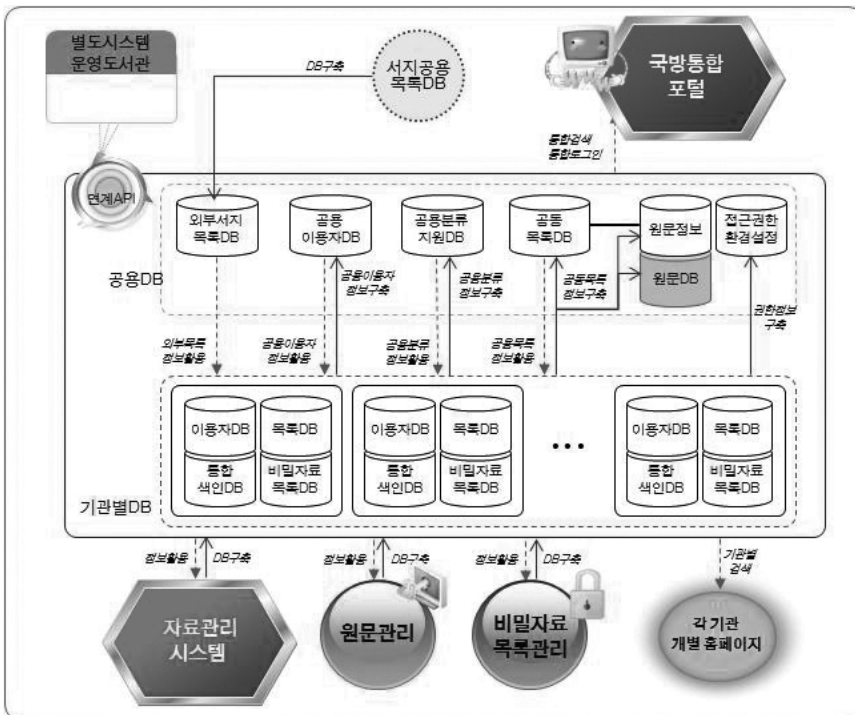 별도시스템
운영도서관
DB구축
서지공용
목록DB
국방통합
포털
통합검색
통합로그인
연계API
외부서지
목록DB
공용
이용자DB
공용분류
지원DB
공동
목록DB
원문정보
원문DB
접근권한
환경설정
공용DB
공용이용자
정보구축
공용분류
정보구축
공동목록
정보구축
권한정보
구축
외부목록
정보활용
공용이용자
정보활용
공용분류
정보활용
공용목록
정보활용
이용자DB
목록DB
통합
색인DB
비밀자료
목록DB
이용자DB
목록DB
통합
색인DB
비밀자료
목록DB
...
이용자DB
목록DB
통합
색인DB
비밀자료
목록DB
기관별DB
정보활용
DB구축
정보활용
DB구축
정보활용
DB구축
기관별
검색
자료관리
시스템
원문관리
비밀자료
목록관리
각 기관
개별 홈페이지